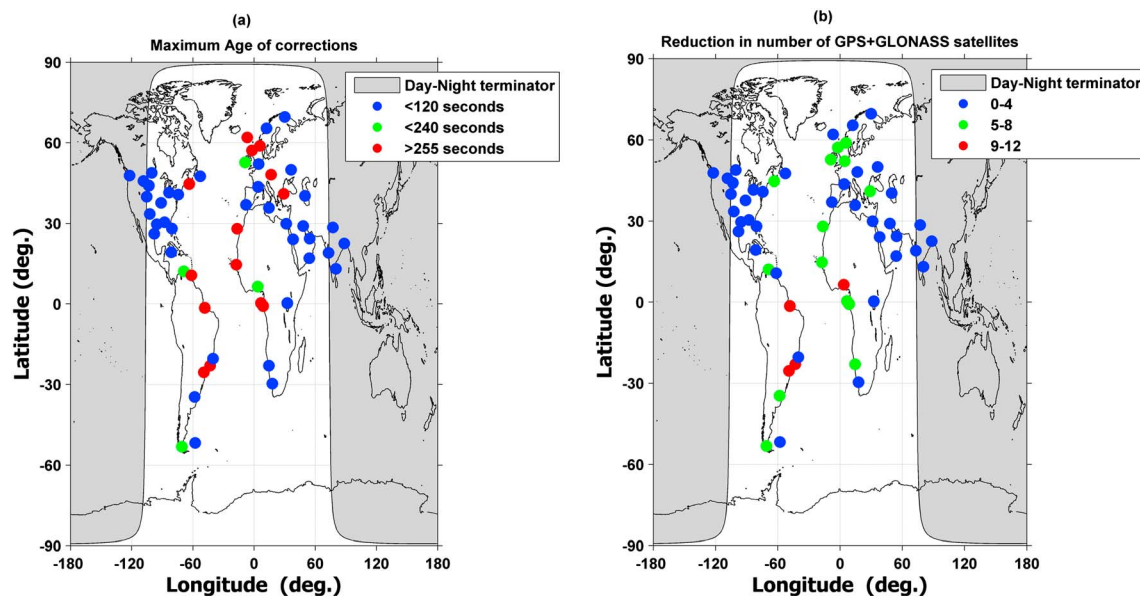 (a)
Maximum Age of corrections
90
60
30
0
-30
-60
-90
Latitude (deg.)
-180
-120
-60
0
60
120
180
Longitude (deg.)
Day-Night terminator
<120 seconds
<240 seconds
>255 seconds
(b)
Reduction in number of GPS+GLONASS satellites
90
60
30
0
-30
-60
-90
Latitude (deg.)
-180
-120
-60
0
60
120
180
Longitude (deg.)
Day-Night terminator
0-4
5-8
9-12